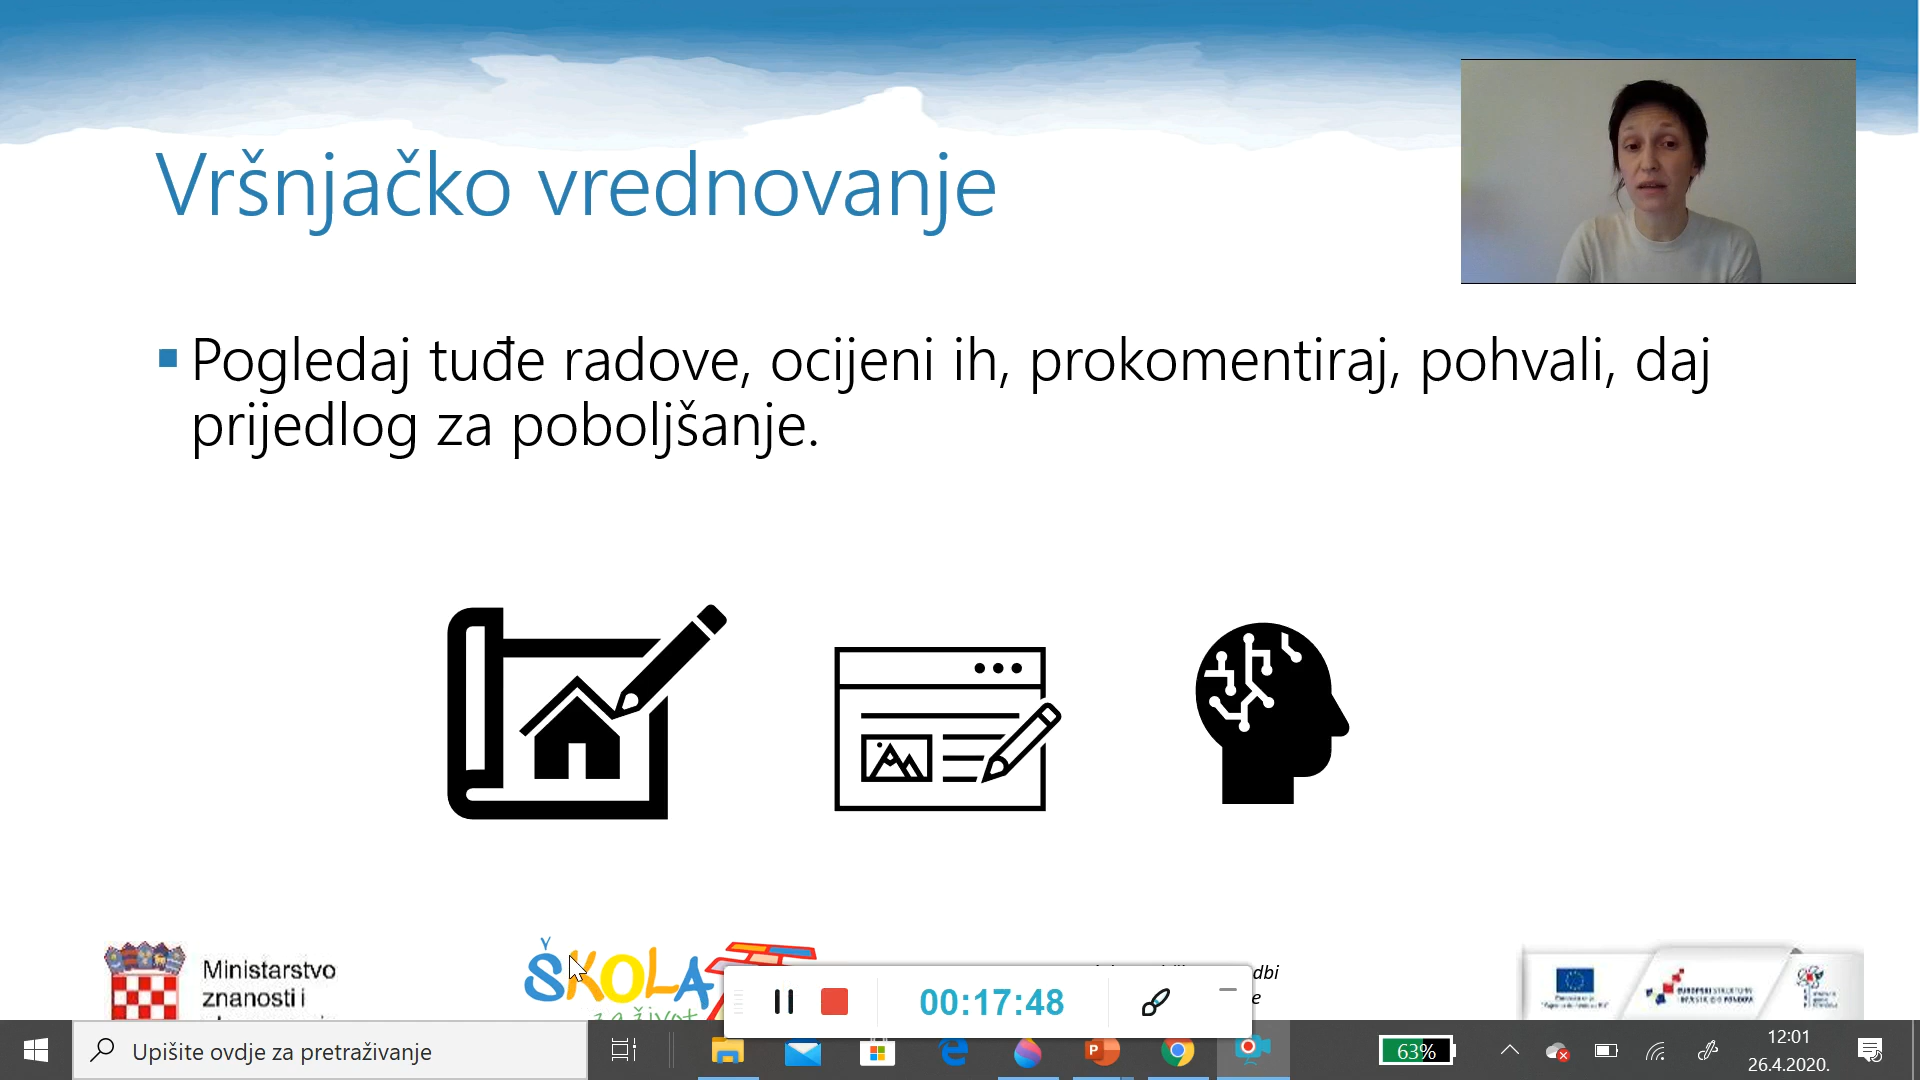 Vršnjačko vrednovanje
Pogledaj tuđe radove, ocijeni ih, prokomentiraj, pohvali, daj
prijedlog za poboljšanje.
Ministarstvo
znanosti i
ŠKOLA
za život
dbi
e
00:17:48
Upišite ovdje za pretraživanje
63%
12:01
26.4.2020.